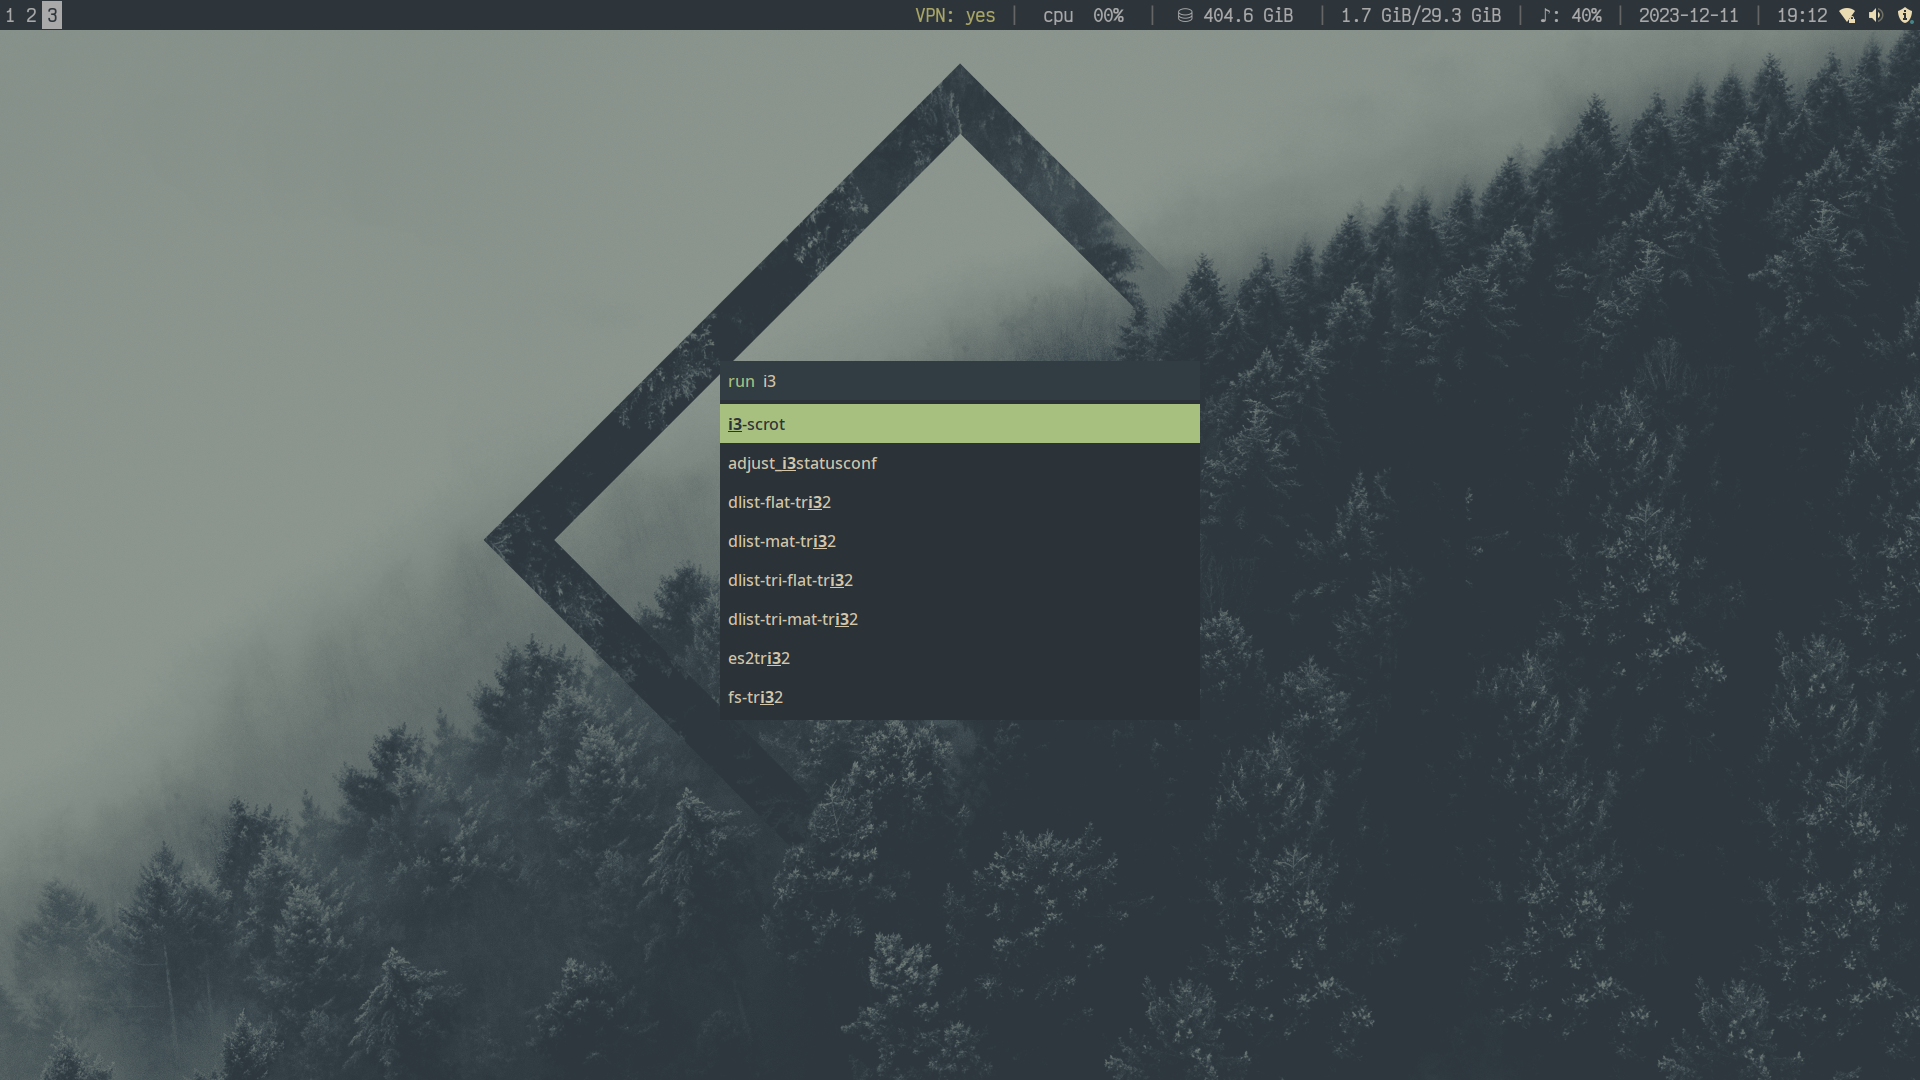 1 2 3 VPN: yes | cpu 00% | 404.6 GiB | 1.7 GiB/29.3 GiB | ♪: 40% | 2023-12-11 | 19:12
run i3
i3-scrot
adjust_i3statusconf
dlist-flat-tri32
dlist-mat-tri32
dlist-tri-flat-tri32
dlist-tri-mat-tri32
es2tri32
fs-tri32